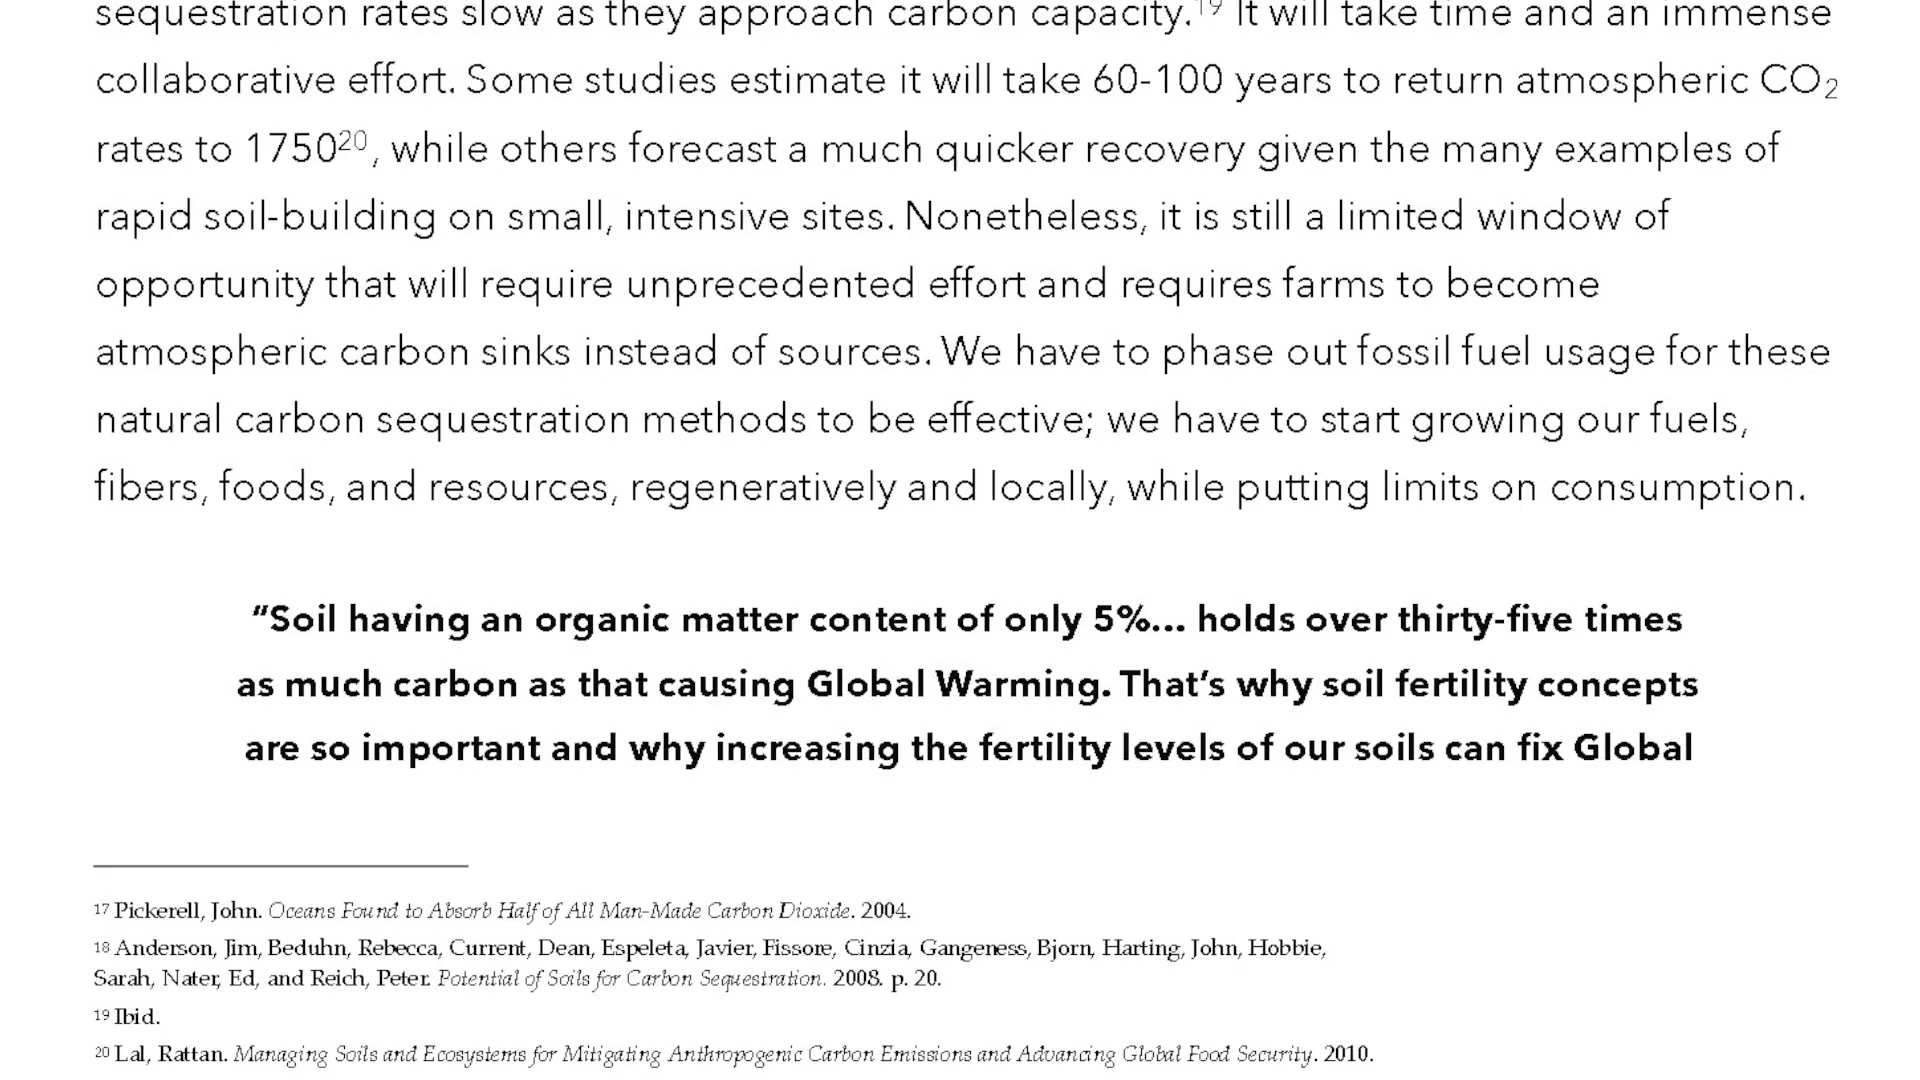 sequestration rates slow as they approach carbon capacity.19 It will take time and an immense
collaborative effort. Some studies estimate it will take 60-100 years to return atmospheric CO2
rates to 175020, while others forecast a much quicker recovery given the many examples of
rapid soil-building on small, intensive sites. Nonetheless, it is still a limited window of
opportunity that will require unprecedented effort and requires farms to become
atmospheric carbon sinks instead of sources. We have to phase out fossil fuel usage for these
natural carbon sequestration methods to be effective; we have to start growing our fuels,
fibers, foods, and resources, regeneratively and locally, while putting limits on consumption.
“Soil having an organic matter content of only 5%... holds over thirty-five times
as much carbon as that causing Global Warming. That’s why soil fertility concepts
are so important and why increasing the fertility levels of our soils can fix Global
17 Pickerell, John. Oceans Found to Absorb Half of All Man-Made Carbon Dioxide. 2004.
18 Anderson, Jim, Beduhn, Rebecca, Current, Dean, Espeleta, Javier, Fissore, Cinzia, Gangeness, Bjorn, Harting, John, Hobbie,
Sarah, Nater, Ed, and Reich, Peter. Potential of Soils for Carbon Sequestration. 2008. p. 20.
19 Ibid.
20 Lal, Rattan. Managing Soils and Ecosystems for Mitigating Anthropogenic Carbon Emissions and Advancing Global Food Security. 2010.